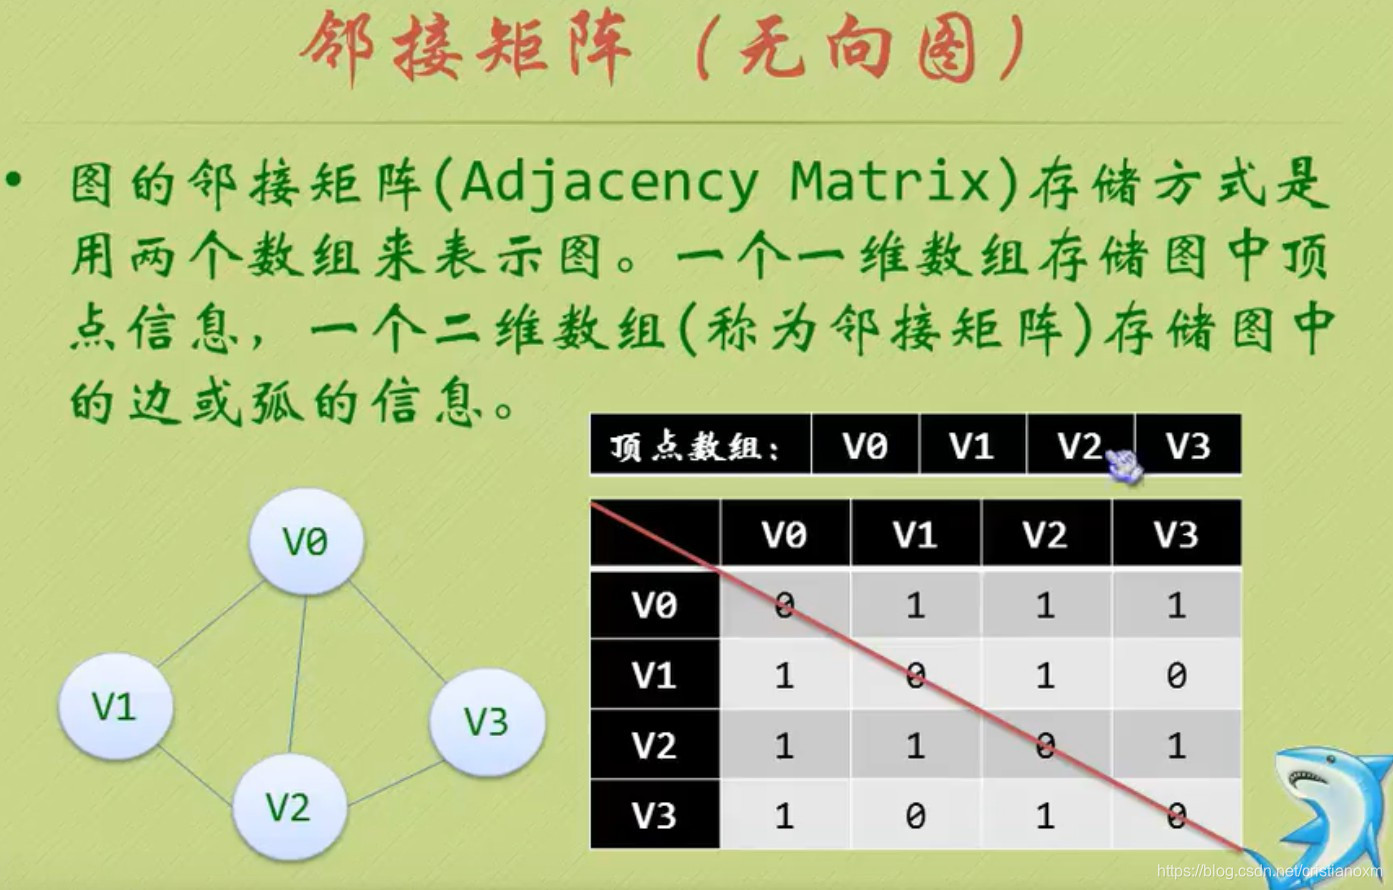 邻接矩阵（无向图）
• 图的邻接矩阵(Adjacency Matrix)存储方式是
用两个数组来表示图。一个一维数组存储图中顶
点信息，一个二维数组(称为邻接矩阵)存储图中
的边或弧的信息。
顶点数组： V0 V1 V2 V3
V0 V1 V2 V3
V0 0 1 1 1
V1 1 0 1 0
V2 1 1 0 1
V3 1 0 1 0
V0
V1
V3
V2
https://blog.csdn.net/cristianoxm